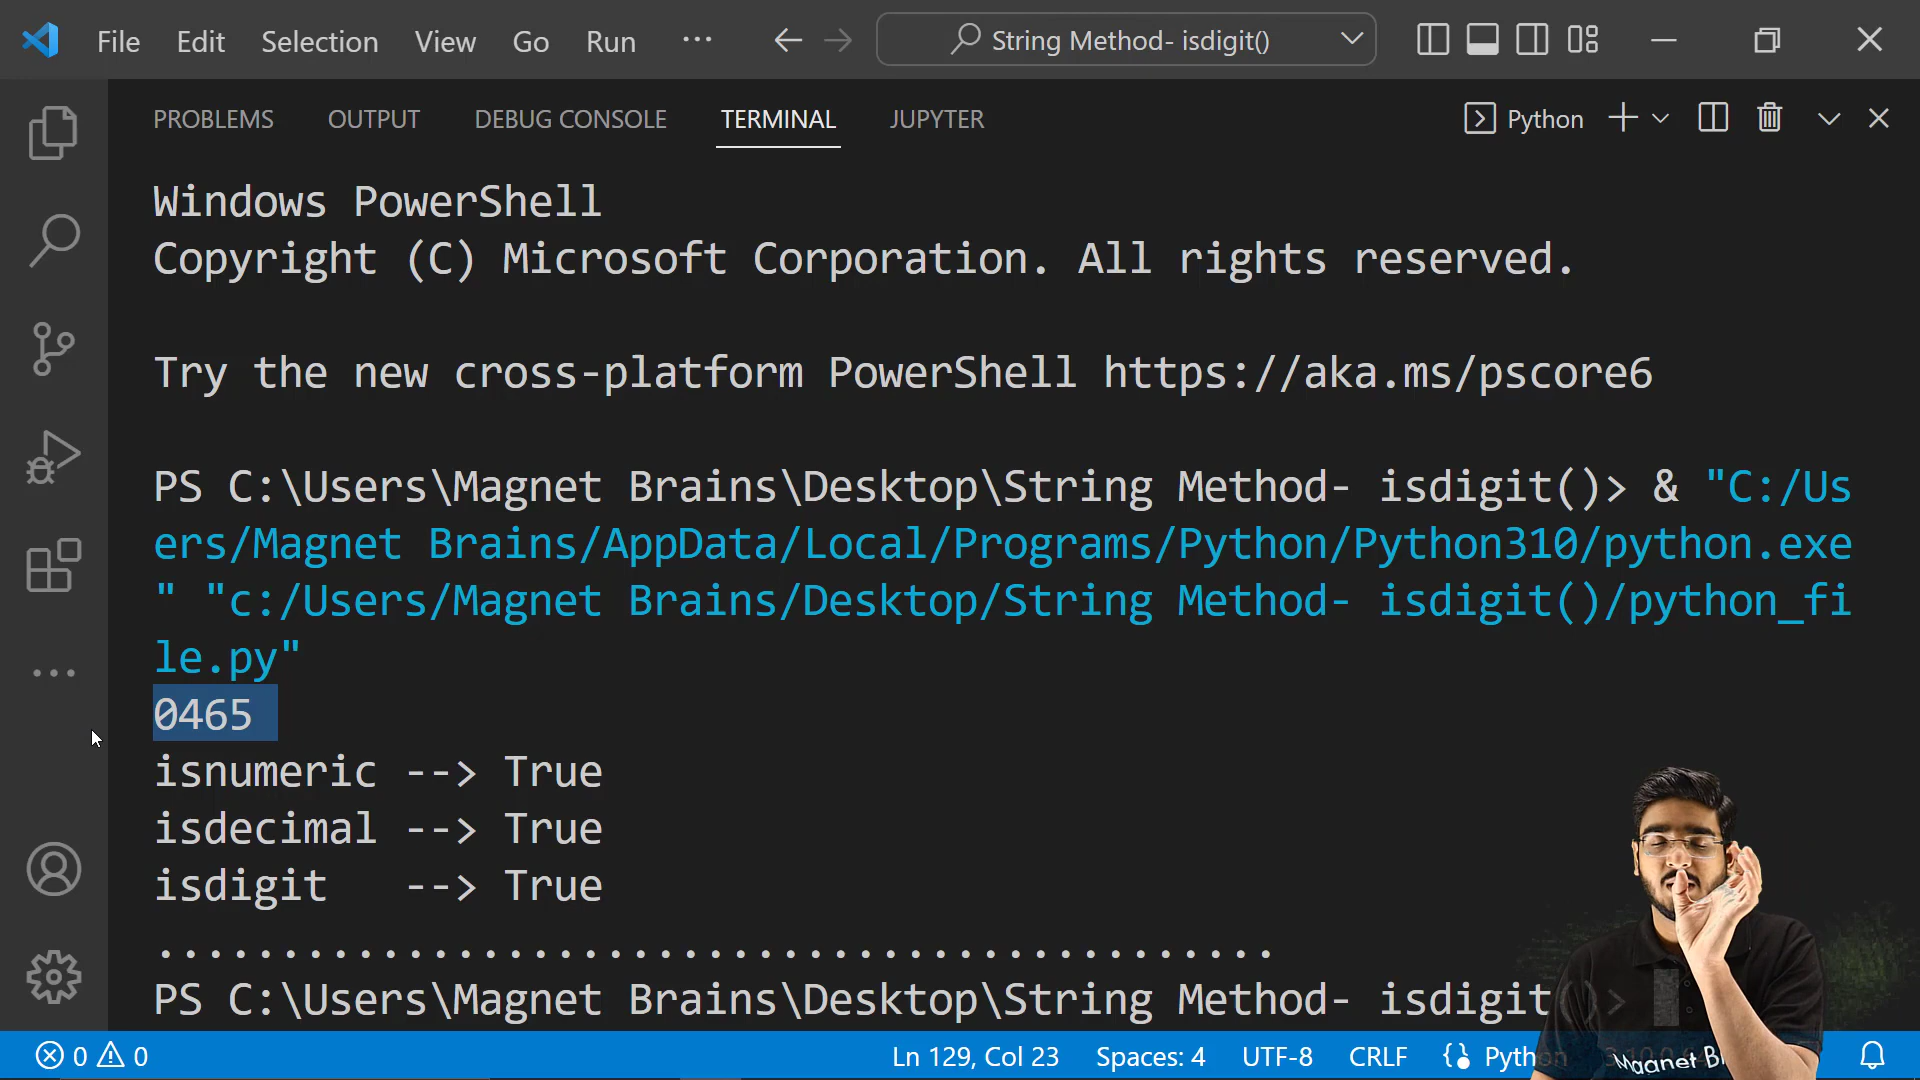 File Edit Selection View Go Run ··· String Method- isdigit()
PROBLEMS OUTPUT DEBUG CONSOLE TERMINAL JUPYTER Python
Windows PowerShell
Copyright (C) Microsoft Corporation. All rights reserved.
Try the new cross-platform PowerShell https://aka.ms/pscore6
PS C:\Users\Magnet Brains\Desktop\String Method- isdigit()> & "C:/Us
ers/Magnet Brains/AppData/Local/Programs/Python/Python310/python.exe
" "c:/Users/Magnet Brains/Desktop/String Method- isdigit()/python_fi
le.py"
0465
isnumeric --> True
isdecimal --> True
isdigit   --> True
.............................................
PS C:\Users\Magnet Brains\Desktop\String Method- isdigit
0 0 Ln 129, Col 23 Spaces: 4 UTF-8 CRLF Python